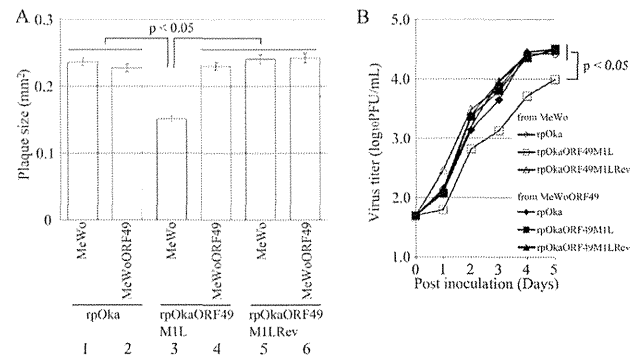 A
p < 0.05
0.3
0.2
0.1
0
Plaque size (mm²)
MeWo
MeWoORF49
MeWo
MeWoORF49
MeWo
MeWoORF49
rpOka
rpOkaORF49
M1L
rpOkaORF49
M1LRev
1 2 3 4 5 6
B
5.0
4.0
3.0
2.0
1.0
Virus titer (log₁₀PFU/mL)
p < 0.05
from MeWo
rpOka
rpOkaORF49M1L
rpOkaORF49M1LRev
from MeWoORF49
rpOka
rpOkaORF49M1L
rpOkaORF49M1LRev
0 1 2 3 4 5
Post inoculation (Days)